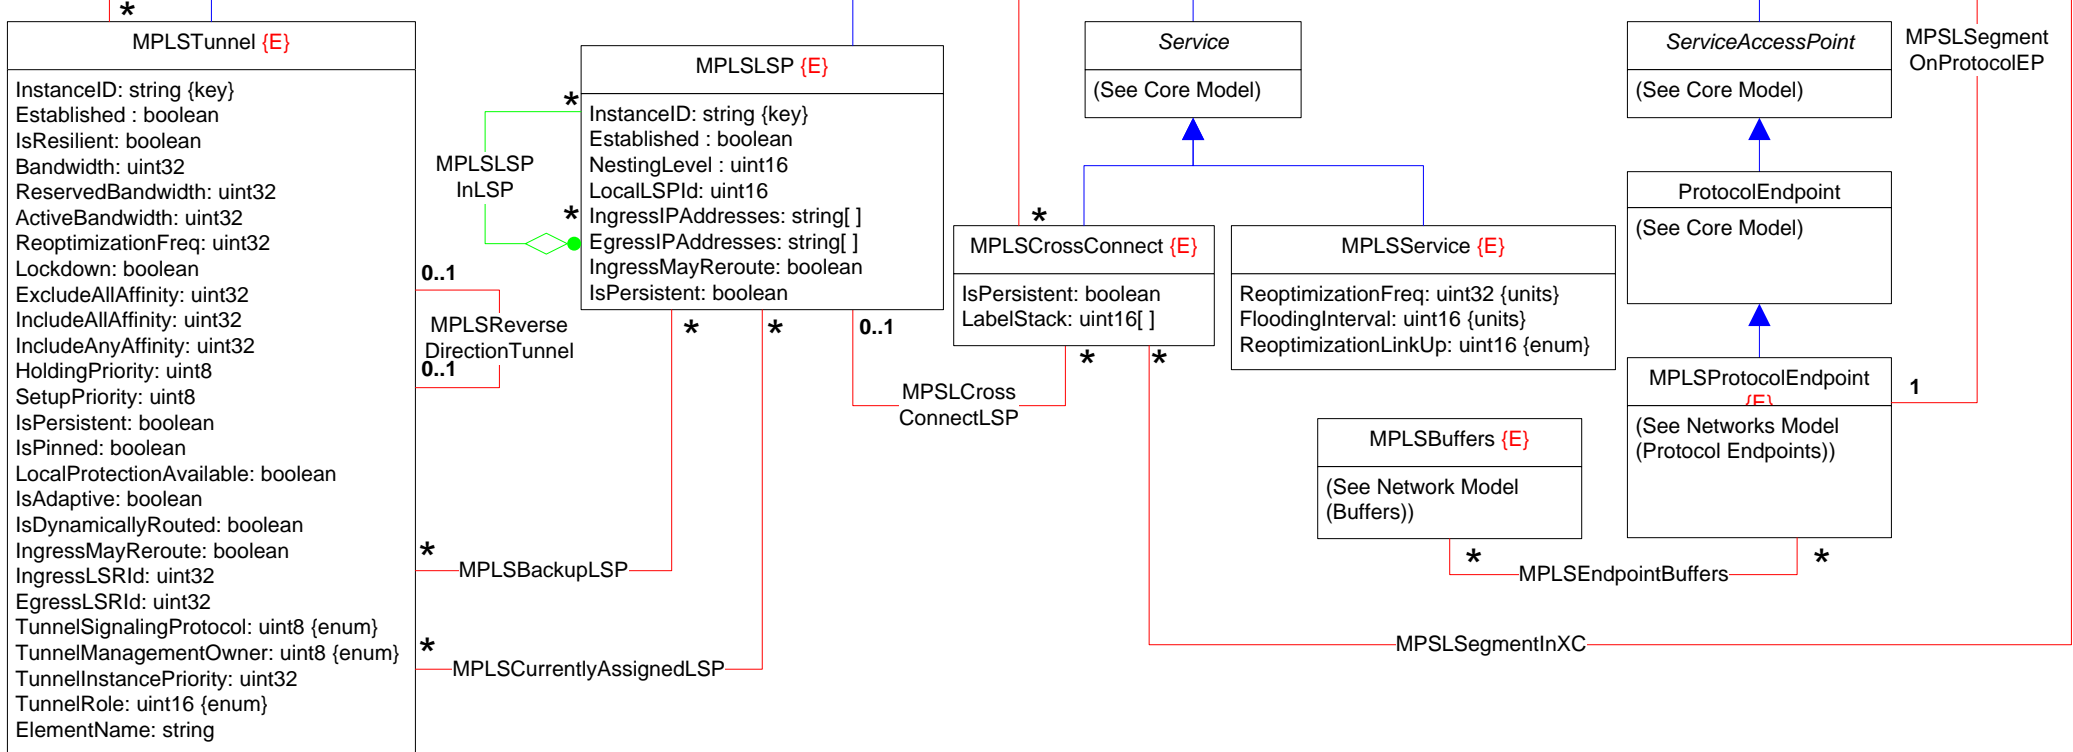 *
MPLSTunnel {E}
InstanceID: string {key}
Established : boolean
IsResilient: boolean
Bandwidth: uint32
ReservedBandwidth: uint32
ActiveBandwidth: uint32
ReoptimizationFreq: uint32
Lockdown: boolean
ExcludeAllAffinity: uint32
IncludeAllAffinity: uint32
IncludeAnyAffinity: uint32
HoldingPriority: uint8
SetupPriority: uint8
IsPersistent: boolean
IsPinned: boolean
LocalProtectionAvailable: boolean
IsAdaptive: boolean
IsDynamicallyRouted: boolean
IngressMayReroute: boolean
IngressLSRId: uint32
EgressLSRId: uint32
TunnelSignalingProtocol: uint8 {enum}
TunnelManagementOwner: uint8 {enum}
TunnelInstancePriority: uint32
TunnelRole: uint16 {enum}
ElementName: string
0..1
MPLSReverse
DirectionTunnel
0..1
*
MPLSBackupLSP
*
*
MPLSCurrentlyAssignedLSP
*
*
MPLSLSP
InLSP
*
MPLSLSP {E}
InstanceID: string {key}
Established : boolean
NestingLevel : uint16
LocalLSPId: uint16
IngressIPAddresses: string[ ]
EgressIPAddresses: string[ ]
IngressMayReroute: boolean
IsPersistent: boolean
0..1
MPSLCross
ConnectLSP
*
*
Service
(See Core Model)
*
MPLSCrossConnect {E}
IsPersistent: boolean
LabelStack: uint16[ ]
MPLSService {E}
ReoptimizationFreq: uint32 {units}
FloodingInterval: uint16 {units}
ReoptimizationLinkUp: uint16 {enum}
MPLSBuffers {E}
(See Network Model
(Buffers))
*
MPLSEndpointBuffers
*
MPSLSegmentInXC
ServiceAccessPoint
(See Core Model)
ProtocolEndpoint
(See Core Model)
MPLSProtocolEndpoint
{E}
(See Networks Model
(Protocol Endpoints))
1
MPSLSegment
OnProtocolEP